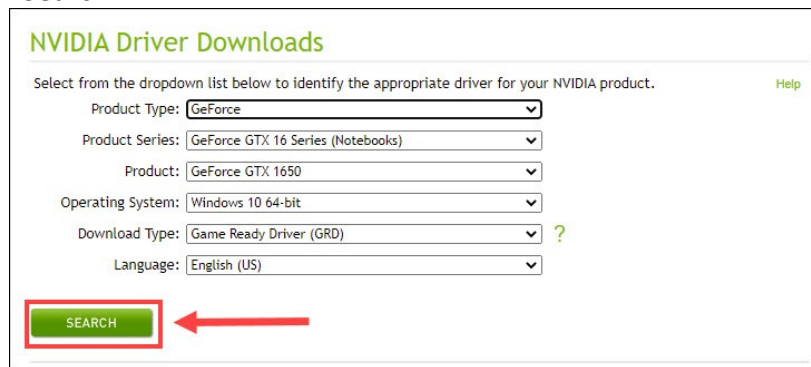 NVIDIA Driver Downloads
Select from the dropdown list below to identify the appropriate driver for your NVIDIA product. Help
Product Type: GeForce
Product Series: GeForce GTX 16 Series (Notebooks)
Product: GeForce GTX 1650
Operating System: Windows 10 64-bit
Download Type: Game Ready Driver (GRD) ?
Language: English (US)
SEARCH